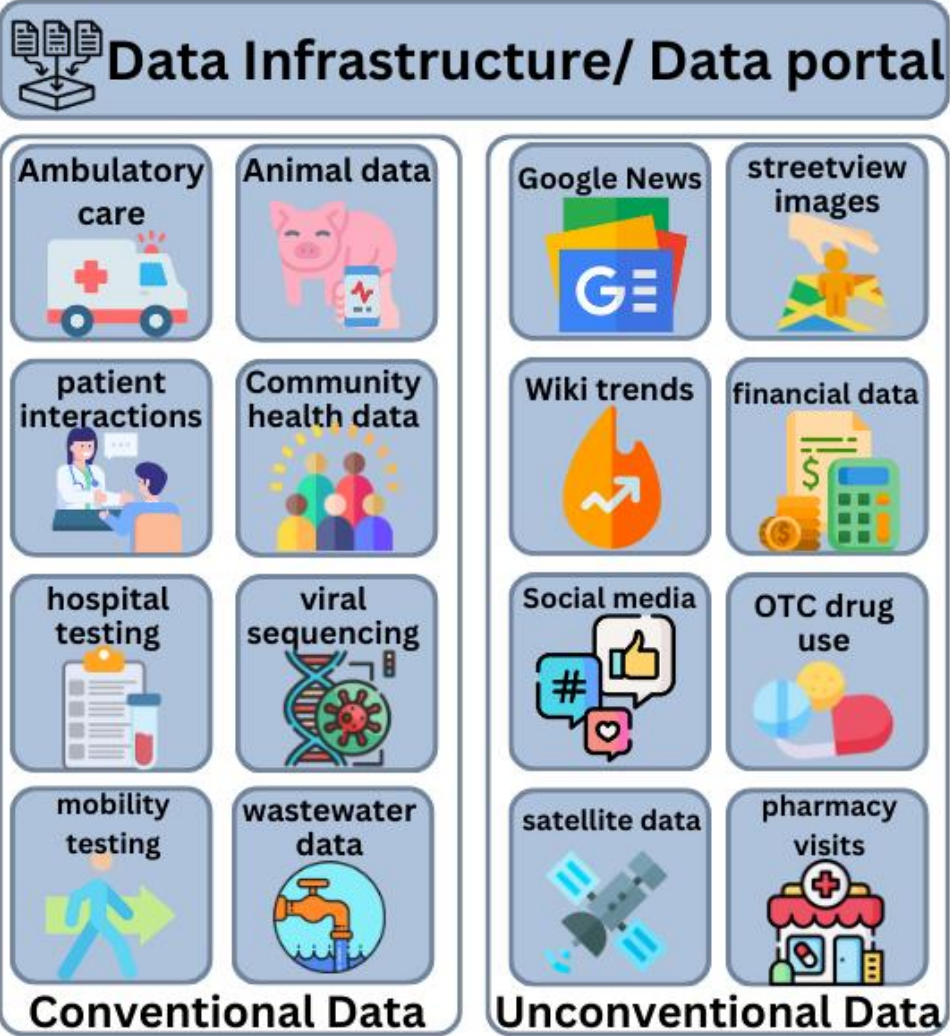 Data Infrastructure/ Data portal
Ambulatory
care
Animal data
patient
interactions
Community
health data
hospital
testing
viral
sequencing
mobility
testing
wastewater
data
Conventional Data
Google News
GE
streetview
images
Wiki trends
financial data
$
$
Social media
#
OTC drug
use
satellite data
pharmacy
visits
Unconventional Data